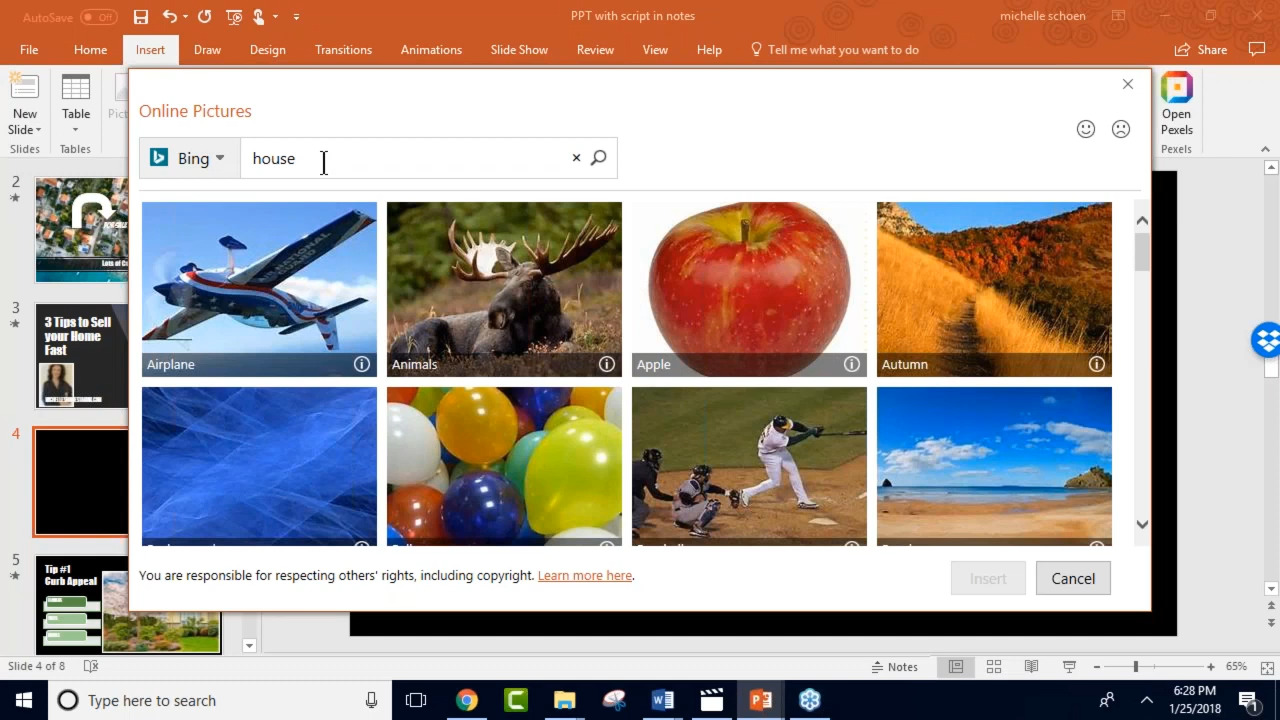 AutoSave Off
PPT with script in notes
michelle schoen
File Home Insert Draw Design Transitions Animations Slide Show Review View Help Tell me what you want to do Share
New Slide
Slides
Table
Tables
Open Pexels
Pexels
Online Pictures
Bing house
Airplane
Animals
Apple
Autumn
You are responsible for respecting others' rights, including copyright. Learn more here.
Insert Cancel
2
3
3 Tips to Sell
your Home
Fast
4
5
Tip #1
Curb Appeal
Slide 4 of 8
Notes
65%
Type here to search
6:28 PM
1/25/2018